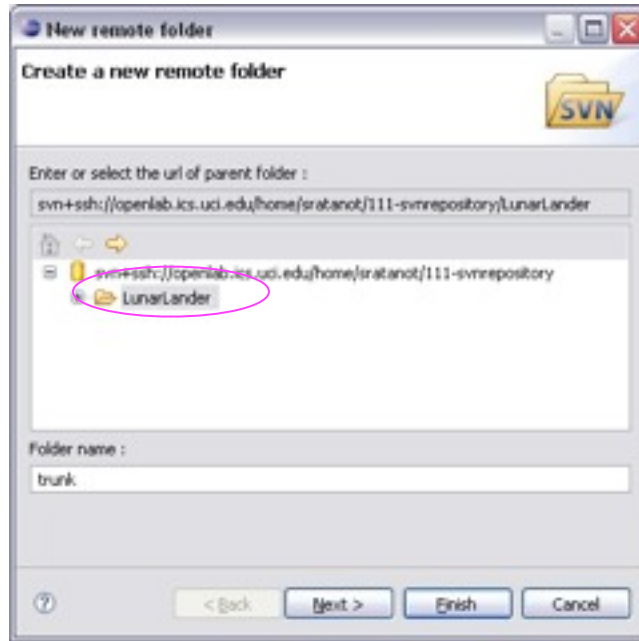 New remote folder
Create a new remote folder
SVN
Enter or select the url of parent folder :
svn+ssh://openlab.ics.uci.edu/home/sratanot/111-svnrepository/LunarLander
svn+ssh://openlab.ics.uci.edu/home/sratanot/111-svnrepository
LunarLander
Folder name :
trunk
< Back
Next >
Finish
Cancel